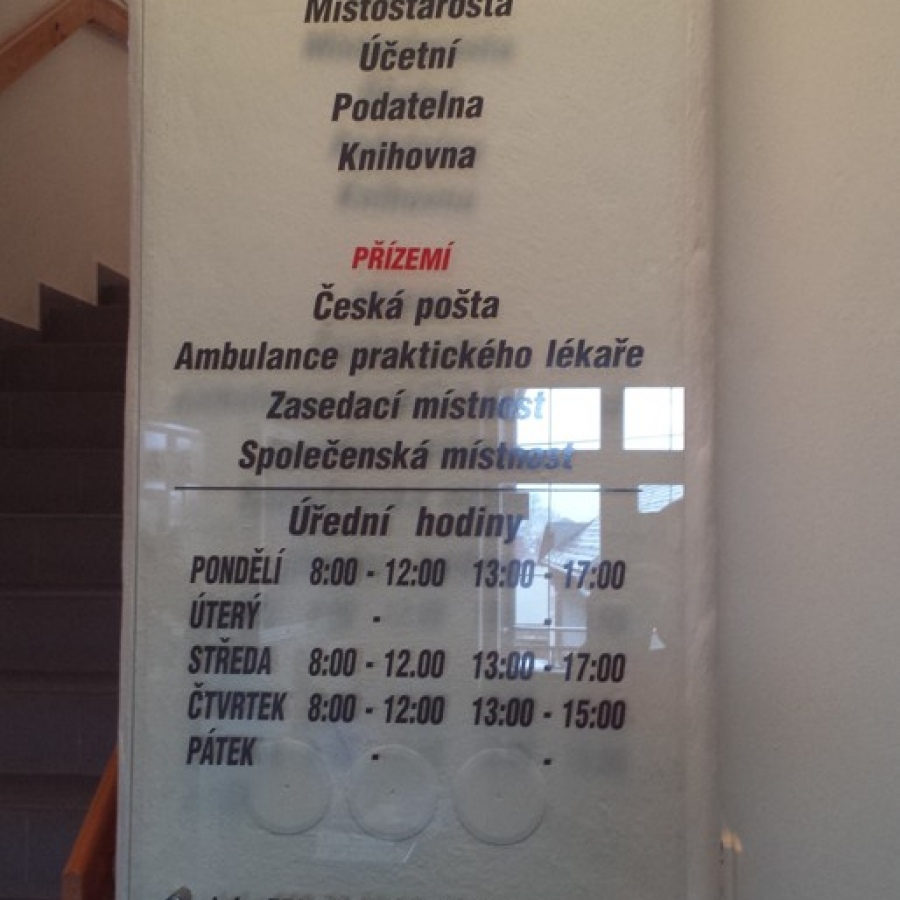 Místostarosta
Účetní
Podatelna
Knihovna
PŘÍZEMÍ
Česká pošta
Ambulance praktického lékaře
Zasedací místnost
Společenská místnost
Úřední hodiny
PONDĚLÍ 8:00 - 12:00 13:00 - 17:00
ÚTERÝ - -
STŘEDA 8:00 - 12.00 13:00 - 17:00
ČTVRTEK 8:00 - 12:00 13:00 - 15:00
PÁTEK - -